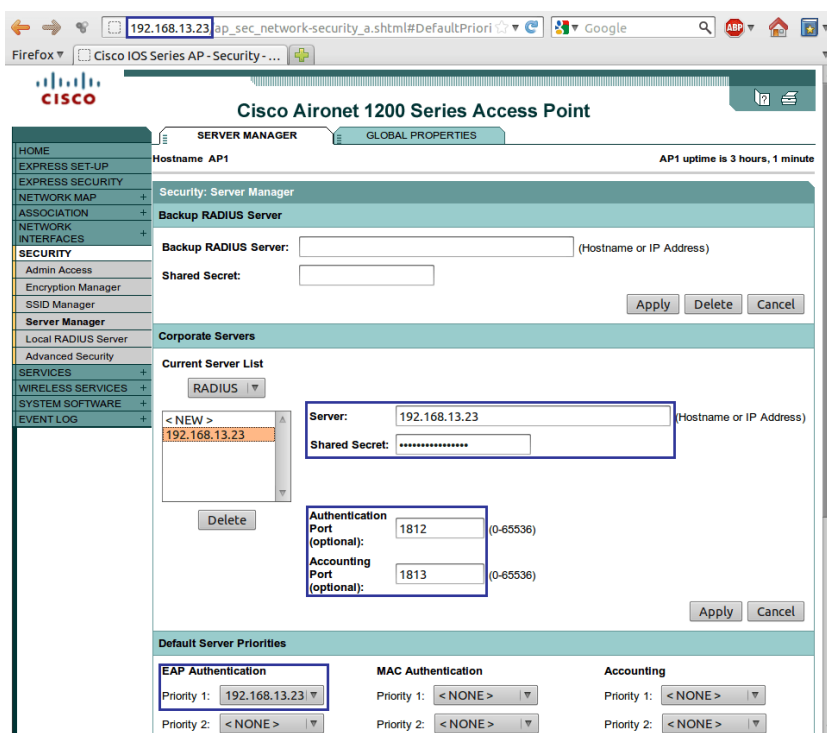 192.168.13.23/ap_sec_network-security_a.shtml#DefaultPriori
Google
ABP
Firefox
Cisco IOS Series AP - Security - ...
CISCO
Cisco Aironet 1200 Series Access Point
SERVER MANAGER
GLOBAL PROPERTIES
Hostname AP1
AP1 uptime is 3 hours, 1 minute
HOME
EXPRESS SET-UP
EXPRESS SECURITY
NETWORK MAP +
ASSOCIATION +
NETWORK
INTERFACES +
SECURITY
Admin Access
Encryption Manager
SSID Manager
Server Manager
Local RADIUS Server
Advanced Security
SERVICES +
WIRELESS SERVICES +
SYSTEM SOFTWARE +
EVENT LOG +
Security: Server Manager
Backup RADIUS Server
Backup RADIUS Server: (Hostname or IP Address)
Shared Secret:
Apply Delete Cancel
Corporate Servers
Current Server List
RADIUS
< NEW >
192.168.13.23
Delete
Server: 192.168.13.23 (Hostname or IP Address)
Shared Secret: ••••••••••••••••
Authentication
Port
(optional): 1812 (0-65536)
Accounting
Port
(optional): 1813 (0-65536)
Apply Cancel
Default Server Priorities
EAP Authentication
MAC Authentication
Accounting
Priority 1: 192.168.13.23
Priority 1: < NONE >
Priority 1: < NONE >
Priority 2: < NONE >
Priority 2: < NONE >
Priority 2: < NONE >